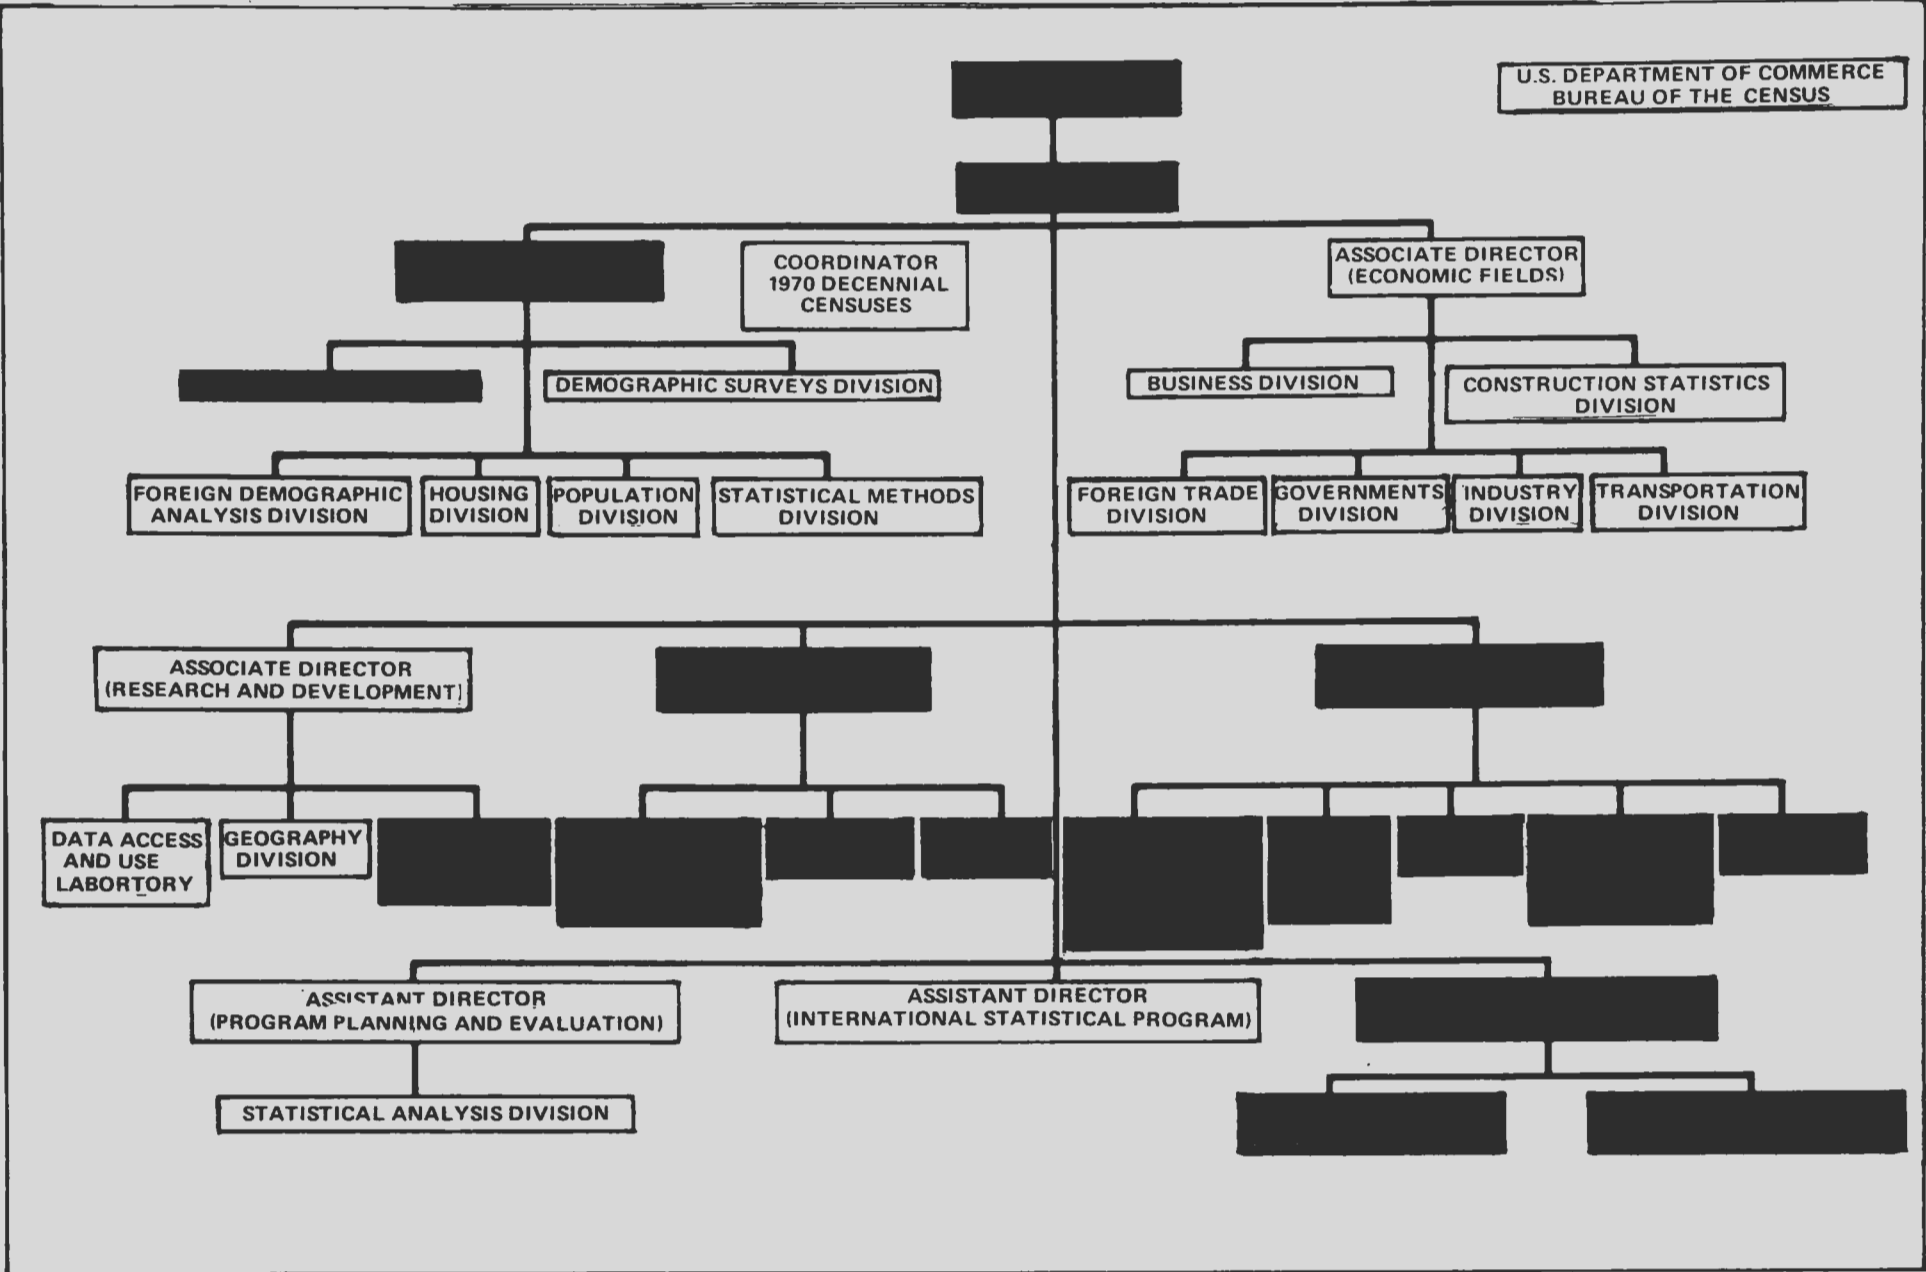 U.S. DEPARTMENT OF COMMERCE
BUREAU OF THE CENSUS
COORDINATOR
1970 DECENNIAL
CENSUSES
ASSOCIATE DIRECTOR
(ECONOMIC FIELDS)
DEMOGRAPHIC SURVEYS DIVISION
BUSINESS DIVISION
CONSTRUCTION STATISTICS
DIVISION
FOREIGN DEMOGRAPHIC
ANALYSIS DIVISION
HOUSING
DIVISION
POPULATION
DIVISION
STATISTICAL METHODS
DIVISION
FOREIGN TRADE
DIVISION
GOVERNMENTS
DIVISION
INDUSTRY
DIVISION
TRANSPORTATION
DIVISION
ASSOCIATE DIRECTOR
(RESEARCH AND DEVELOPMENT)
DATA ACCESS
AND USE
LABORTORY
GEOGRAPHY
DIVISION
ASSISTANT DIRECTOR
(PROGRAM PLANNING AND EVALUATION)
ASSISTANT DIRECTOR
(INTERNATIONAL STATISTICAL PROGRAM)
STATISTICAL ANALYSIS DIVISION